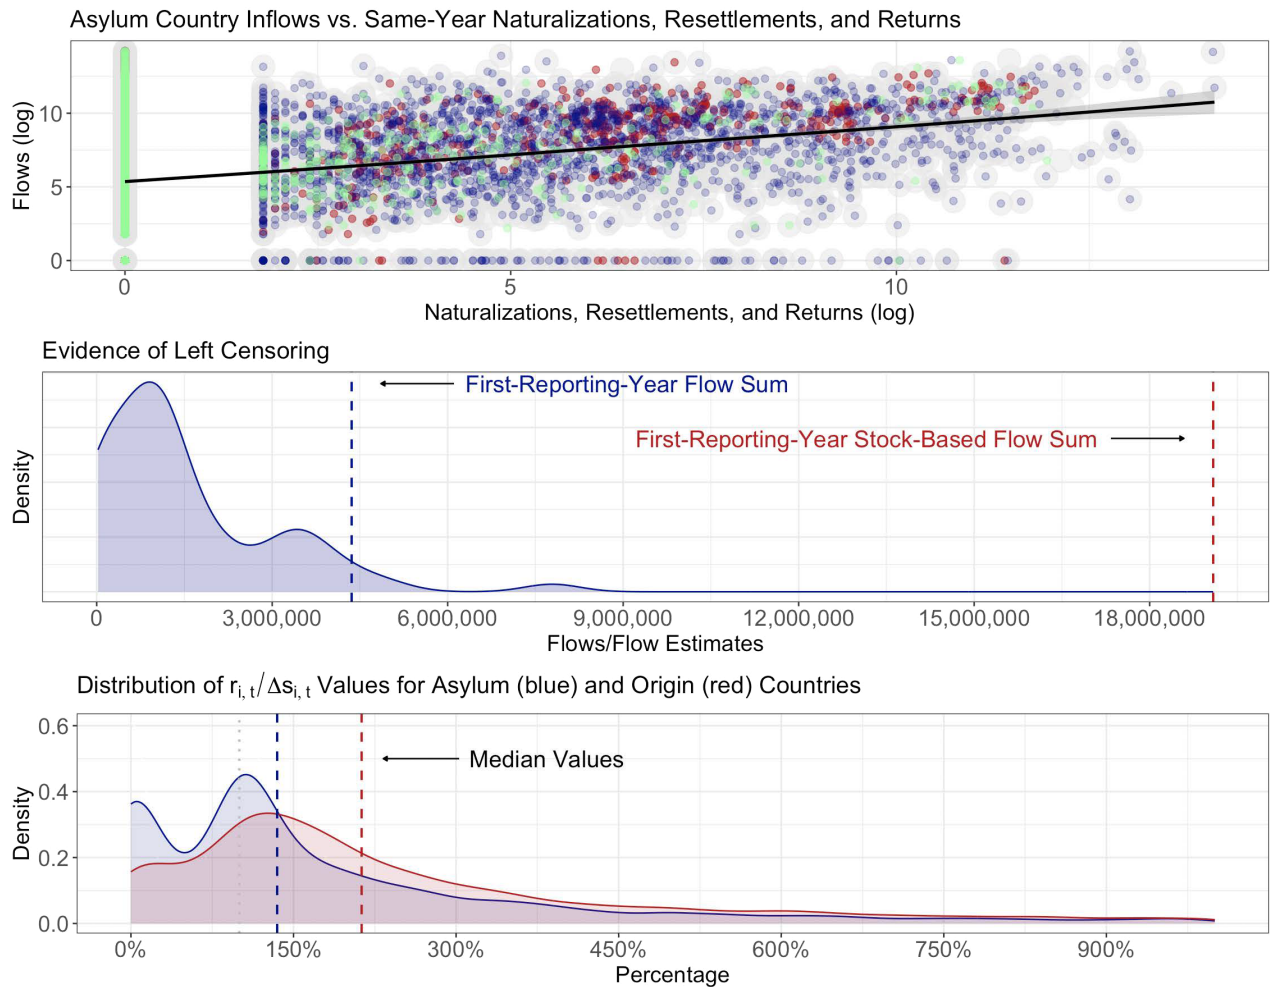 Asylum Country Inflows vs. Same-Year Naturalizations, Resettlements, and Returns
Flows (log)
10
5
0
0 5 10
Naturalizations, Resettlements, and Returns (log)
Evidence of Left Censoring
First-Reporting-Year Flow Sum
First-Reporting-Year Stock-Based Flow Sum
Density
0 3,000,000 6,000,000 9,000,000 12,000,000 15,000,000 18,000,000
Flows/Flow Estimates
Distribution of r_{i, t}/Δs_{i, t} Values for Asylum (blue) and Origin (red) Countries
Median Values
Density
0.6
0.4
0.2
0.0
0% 150% 300% 450% 600% 750% 900%
Percentage